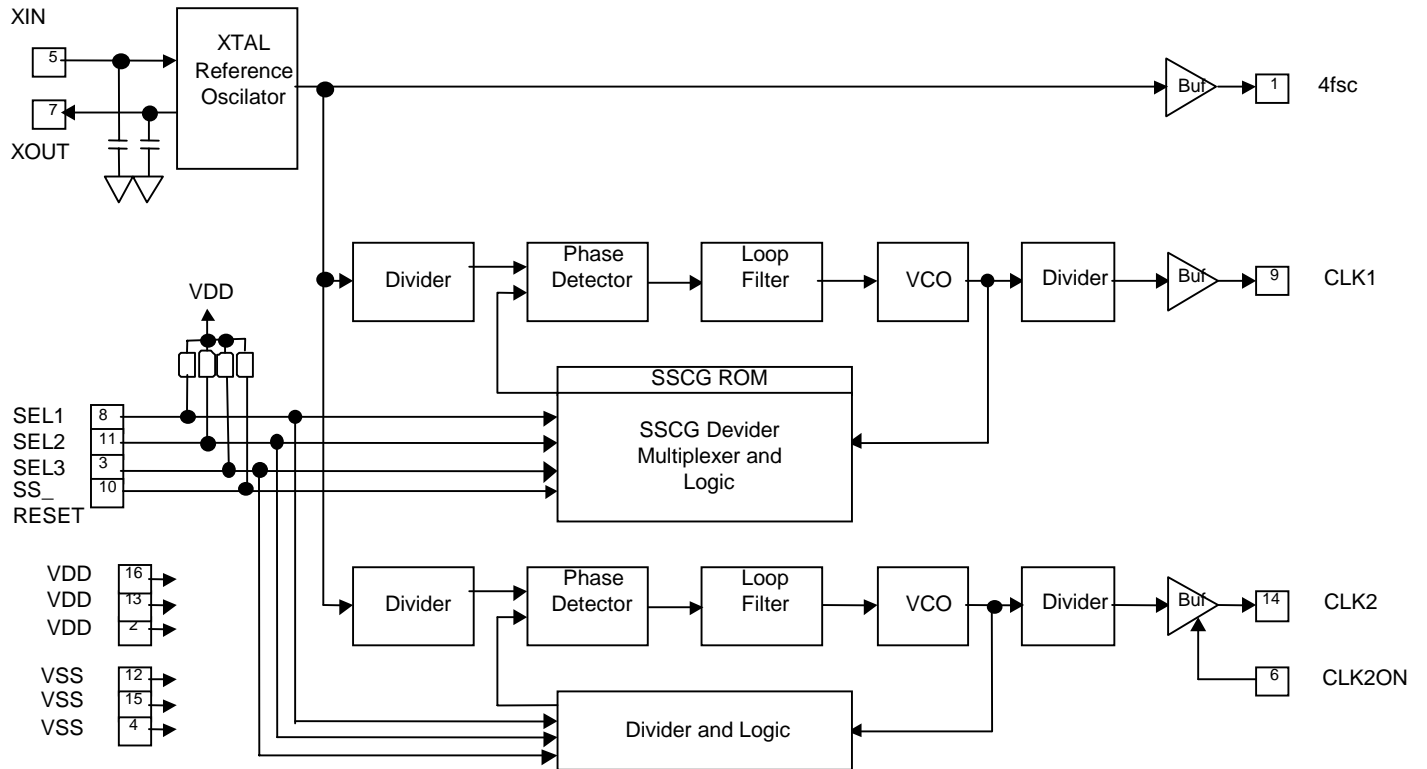 XIN
5
XTAL
Reference
Oscilator
7
XOUT
Buf
1
4fsc
Divider
Phase
Detector
Loop
Filter
VCO
Divider
Buf
9
CLK1
VDD
SSCG ROM
SSCG Devider
Multiplexer and
Logic
SEL1
8
SEL2
11
SEL3
3
SS_
RESET
10
VDD
16
VDD
13
VDD
2
VSS
12
VSS
15
VSS
4
Divider
Phase
Detector
Loop
Filter
VCO
Divider
Buf
14
CLK2
6
CLK2ON
Divider and Logic